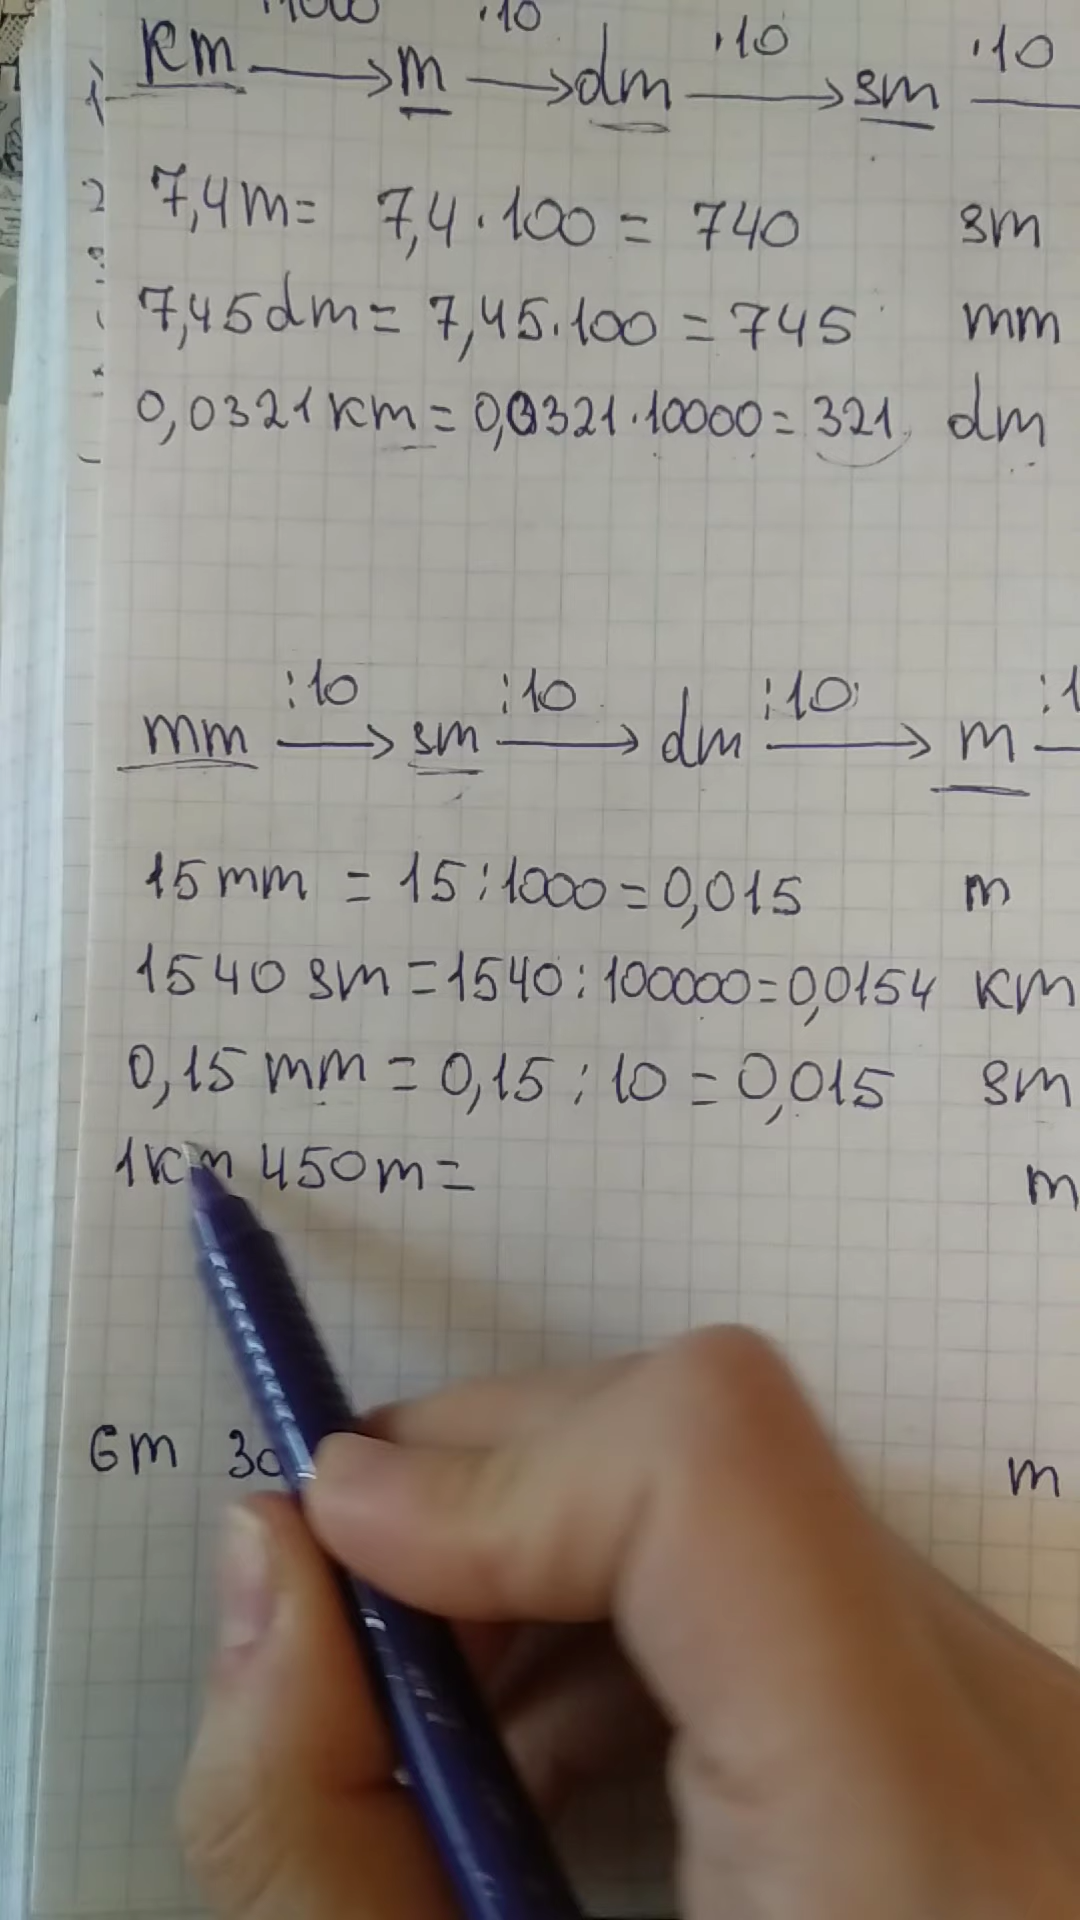 ·1000 ·10 ·10 ·10
km → m → dm → sm
7,4m = 7,4·100 = 740 sm
7,45dm = 7,45·100 = 745 mm
0,0321km = 0,0321·10000 = 321 dm
:10 :10 :10 :1
mm → sm → dm → m
15mm = 15:1000 = 0,015 m
1540 sm = 1540:100000 = 0,0154 km
0,15 mm = 0,15:10 = 0,015 sm
1km 450m = m
6m 30 m